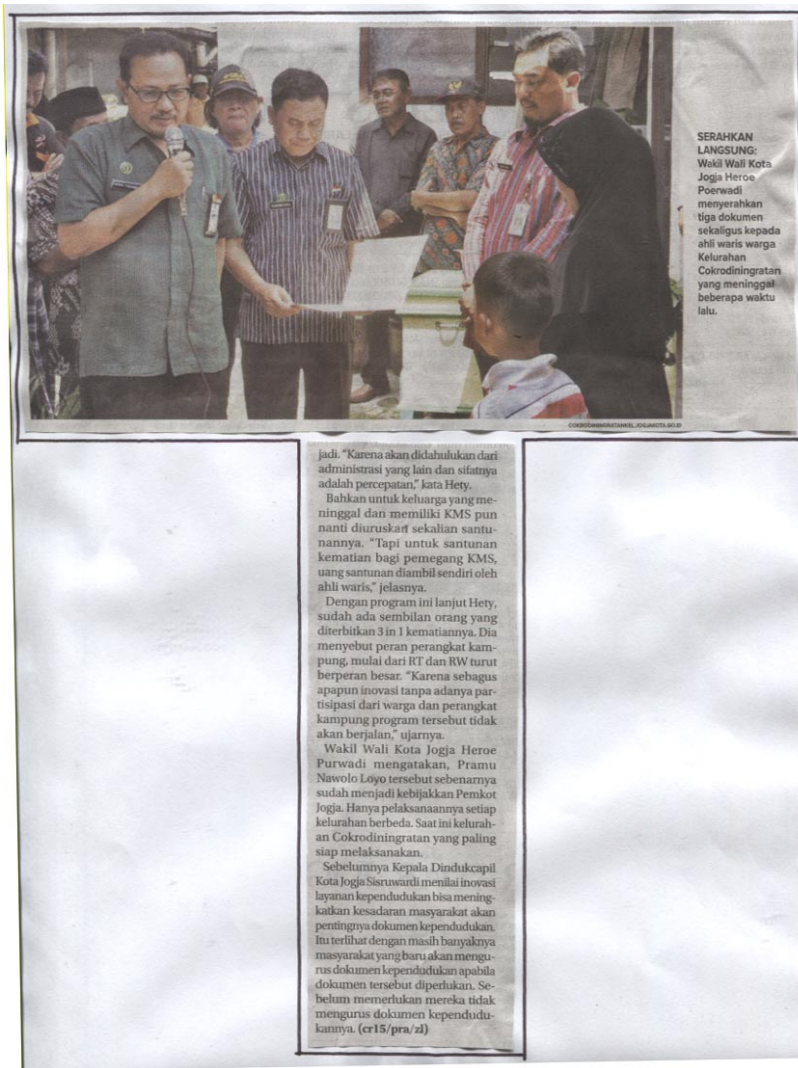 SERAHKAN
LANGSUNG:
Wakil Wali Kota
Jogja Heroe
Poerwadi
menyerahkan
tiga dokumen
sekaligus kepada
ahli waris warga
Kelurahan
Cokrodiningratan
yang meninggal
beberapa waktu
lalu.
COKRODININGRATANKEL.JOGJAKOTA.GO.ID
jadi. “Karena akan didahulukan dari
administrasi yang lain dan sifatnya
adalah percepatan,” kata Hety.
Bahkan untuk keluarga yang me-
ninggal dan memiliki KMS pun
nanti diuruskan sekalian santu-
nannya. “Tapi untuk santunan
kematian bagi pemegang KMS,
uang santunan diambil sendiri oleh
ahli waris,” jelasnya.
Dengan program ini lanjut Hety,
sudah ada sembilan orang yang
diterbitkan 3 in 1 kematiannya. Dia
menyebut peran perangkat kam-
pung, mulai dari RT dan RW turut
berperan besar. “Karena sebagus
apapun inovasi tanpa adanya par-
tisipasi dari warga dan perangkat
kampung program tersebut tidak
akan berjalan,” ujarnya.
Wakil Wali Kota Jogja Heroe
Purwadi mengatakan, Pramu
Nawolo Loyo tersebut sebenarnya
sudah menjadi kebijakkan Pemkot
Jogja. Hanya pelaksanaannya setiap
kelurahan berbeda. Saat ini kelurah-
an Cokrodiningratan yang paling
siap melaksanakan.
Sebelumnya Kepala Dindukcapil
Kota Jogja Sisruwardi menilai inovasi
layanan kependudukan bisa mening-
katkan kesadaran masyarakat akan
pentingnya dokumen kependudukan.
Itu terlihat dengan masih banyaknya
masyarakat yang baru akan mengu-
rus dokumen kependudukan apabila
dokumen tersebut diperlukan. Se-
belum memerlukan mereka tidak
mengurus dokumen kependudu-
kannya. (cr15/pra/zl)